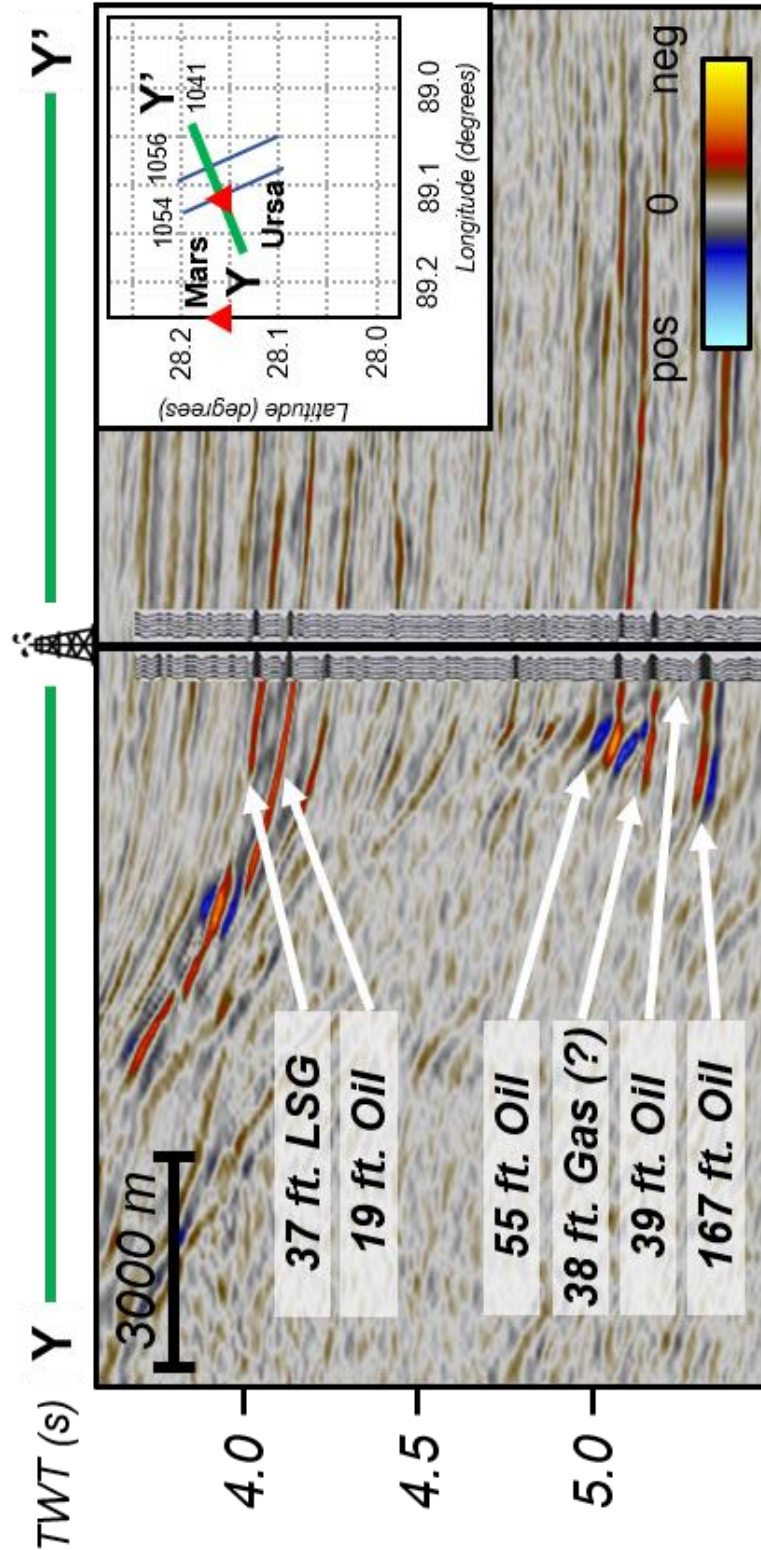 Y
Y'
TWT (s)
4.0
4.5
5.0
3000 m
37 ft. LSG
19 ft. Oil
55 ft. Oil
38 ft. Gas (?)
39 ft. Oil
167 ft. Oil
1054
1056
1041
Y'
Mars
Y
Ursa
28.2
28.1
28.0
Latitude (degrees)
89.2
89.1
89.0
Longitude (degrees)
pos
0
neg